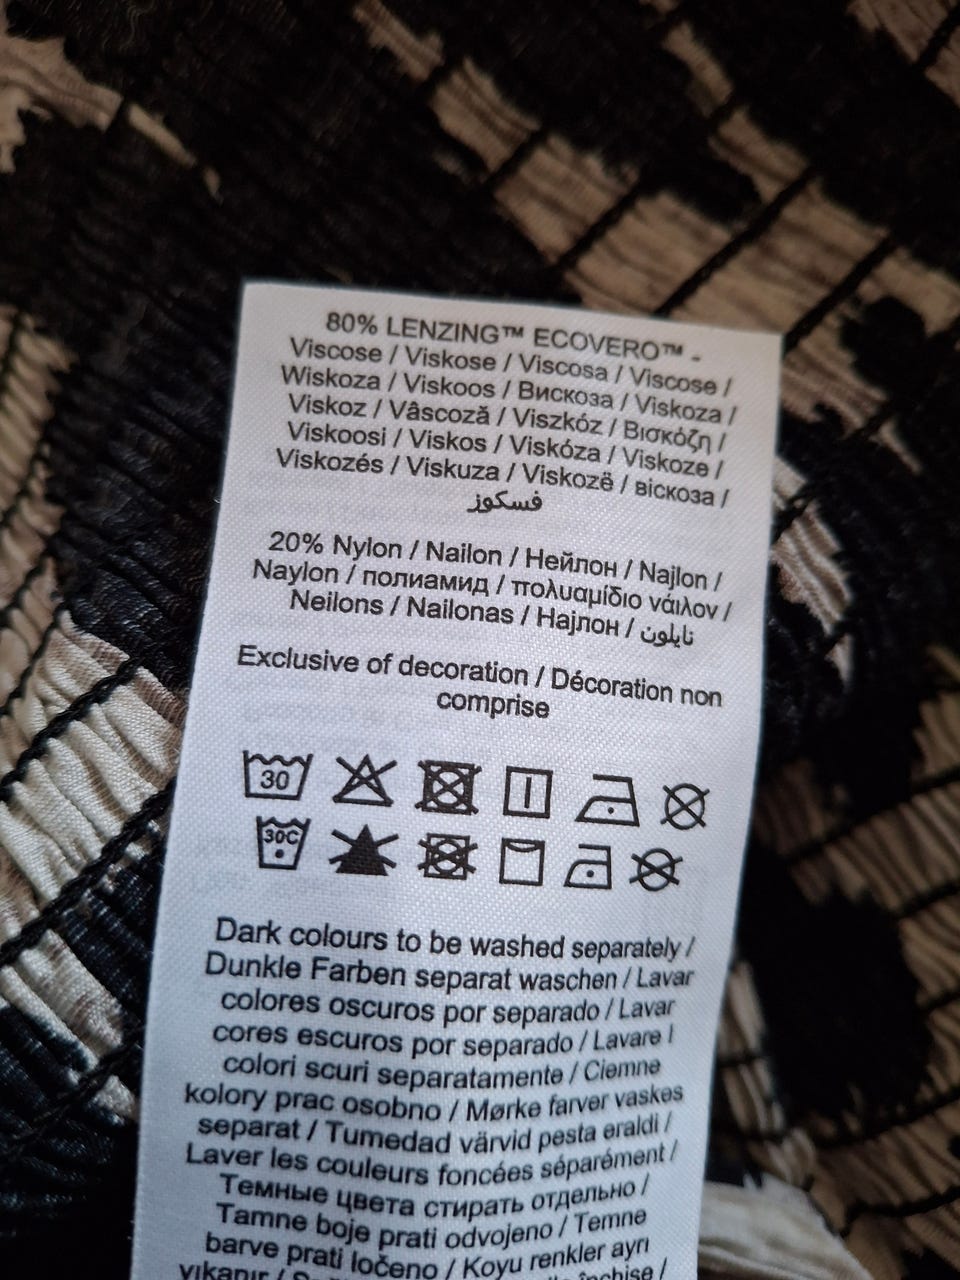 80% LENZING™ ECOVERO™ -
Viscose / Viskose / Viscosa / Viscose /
Wiskoza / Viskoos / Вискоза / Viskoza /
Viskoz / Vâscoză / Viszkóz / Βισκόζη /
Viskoosi / Viskos / Viskóza / Viskoze /
Viskozés / Viskuza / Viskozë / віскоза /
فسكوز
20% Nylon / Nailon / Нейлон / Najlon /
Naylon / полиамид / πολυαμίδιο νάιλον /
Neilons / Nailonas / Најлон / نايلون
Exclusive of decoration / Décoration non
comprise
30
30C
Dark colours to be washed separately /
Dunkle Farben separat waschen / Lavar
colores oscuros por separado / Lavar
cores escuros por separado / Lavare I
colori scuri separatamente / Ciemne
kolory prac osobno / Mørke farver vaskes
separat / Tumedad värvid pesta eraldi /
Laver les couleurs foncées séparément /
Темные цвета стирать отдельно /
Tamne boje prati odvojeno / Temne
barve prati ločeno / Koyu renkler ayrı
yıkanır /